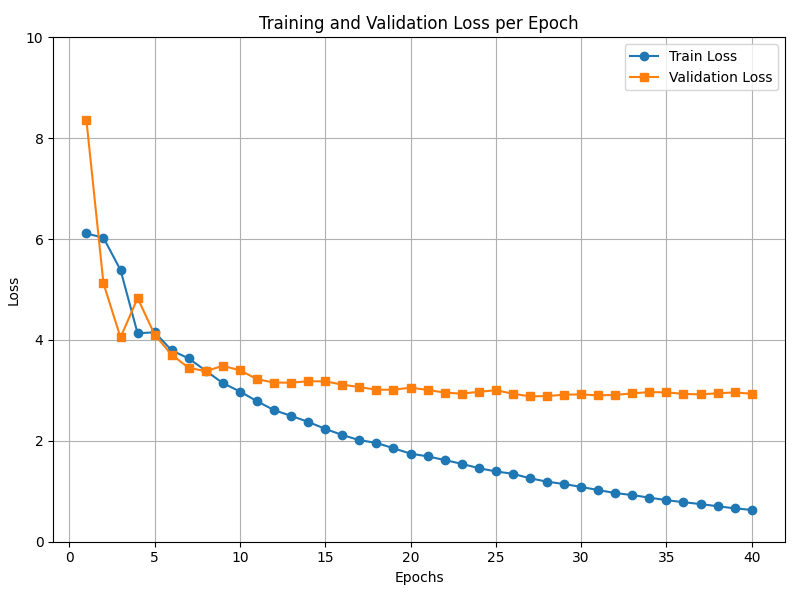 Training and Validation Loss per Epoch
Train Loss
Validation Loss
10
8
6
4
2
0
Loss
0 5 10 15 20 25 30 35 40
Epochs